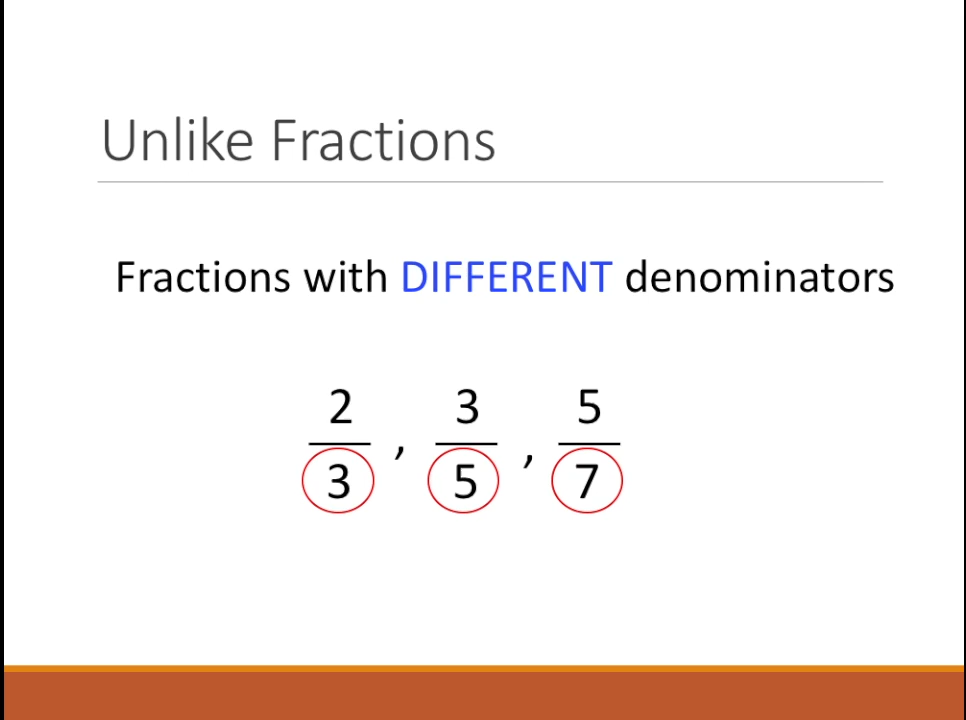 Unlike Fractions
Fractions with DIFFERENT denominators
2/3 , 3/5 , 5/7